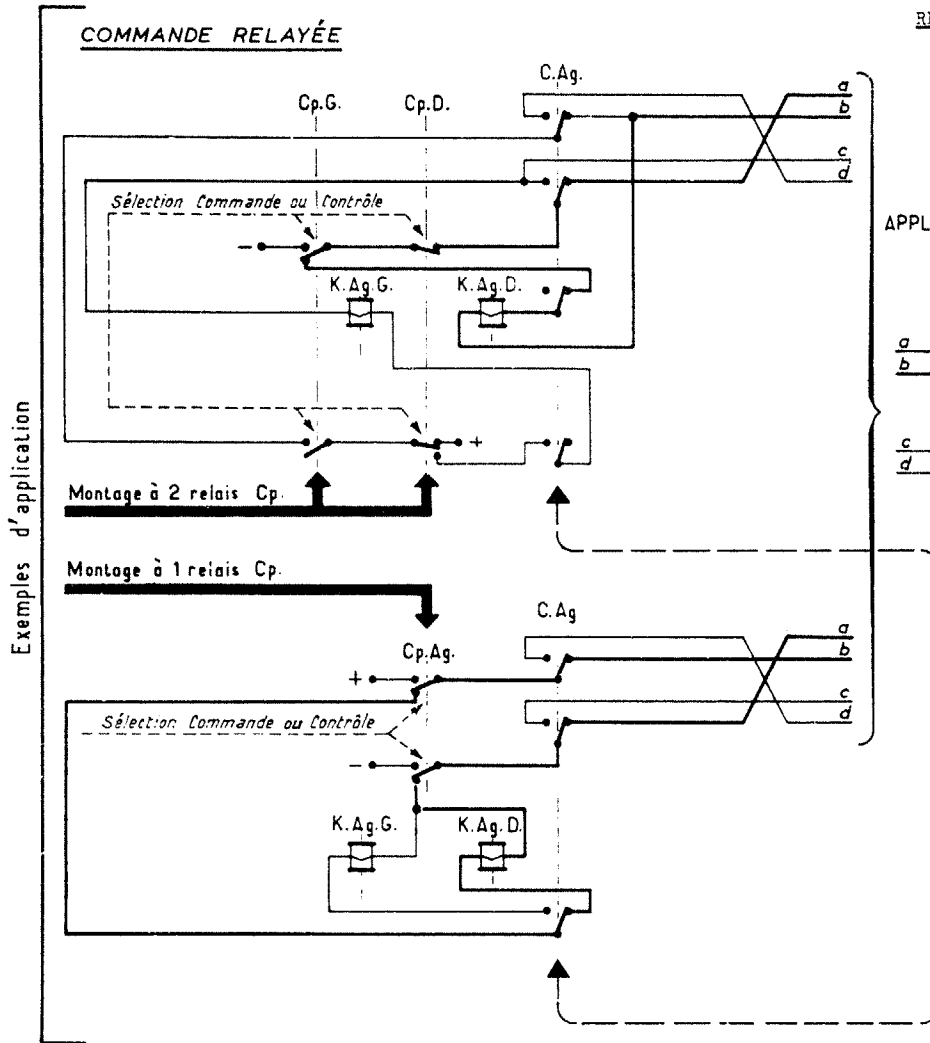 COMMANDE RELAYÉE
C.Ag.
Cp.G.
Cp.D.
a
b
c
d
Sélection Commande ou Contrôle
−
K.Ag.G.
K.Ag.D.
APPL
a
b
c
d
+
Exemples d'application
Montage à 2 relais Cp.
Montage à 1 relais Cp.
C.Ag
Cp.Ag.
a
b
+
c
d
Sélection Commande ou Contrôle
−
K.Ag.G.
K.Ag.D.